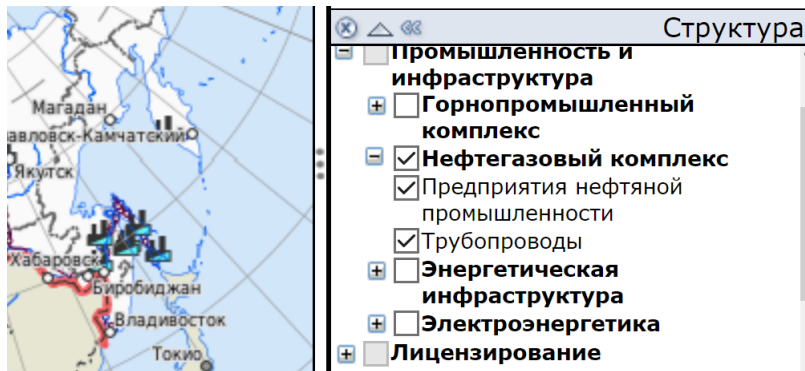 Магадан
авловск-Камчатский
Якутск
Хабаровск
Биробиджан
Владивосток
Токио
Структура
Промышленность и
инфраструктура
Горнопромышленный
комплекс
Нефтегазовый комплекс
Предприятия нефтяной
промышленности
Трубопроводы
Энергетическая
инфраструктура
Электроэнергетика
Лицензирование